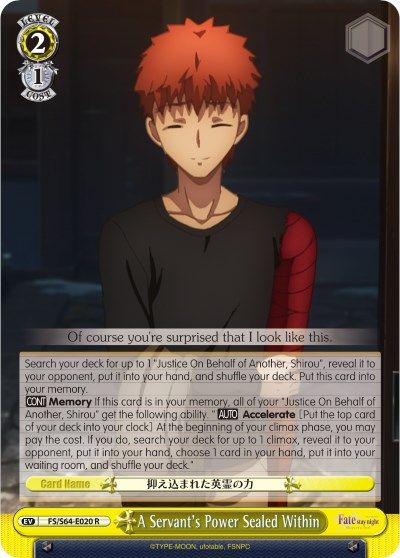 LEVEL
2
1
COST
Of course you're surprised that I look like this.
Search your deck for up to 1 "Justice On Behalf of Another, Shirou", reveal it to
your opponent, put it into your hand, and shuffle your deck. Put this card into
your memory.
CONT Memory If this card is in your memory, all of your "Justice On Behalf of
Another, Shirou" get the following ability. " AUTO Accelerate [Put the top card
of your deck into your clock] At the beginning of your climax phase, you may
pay the cost. If you do, search your deck for up to 1 climax, reveal it to your
opponent, put it into your hand, choose 1 card in your hand, put it into your
waiting room, and shuffle your deck."
Card Name 抑え込まれた英霊の力
EV FS/S64-E020 R A Servant's Power Sealed Within Fate/stay night
©TYPE-MOON, ufotable, FSNPC